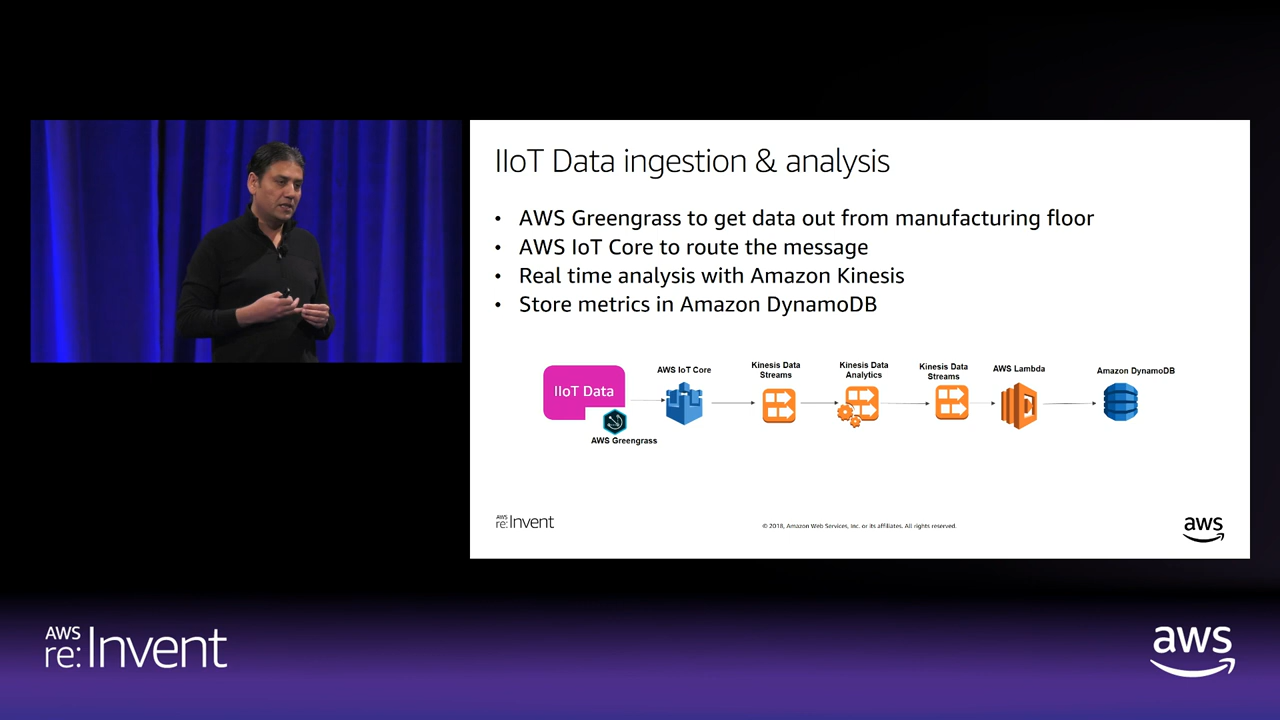 IIoT Data ingestion & analysis
• AWS Greengrass to get data out from manufacturing floor
• AWS IoT Core to route the message
• Real time analysis with Amazon Kinesis
• Store metrics in Amazon DynamoDB
IIoT Data
AWS Greengrass
AWS IoT Core
Kinesis Data
Streams
Kinesis Data
Analytics
Kinesis Data
Streams
AWS Lambda
Amazon DynamoDB
AWS
re:Invent
© 2018, Amazon Web Services, Inc. or its affiliates. All rights reserved.
aws
AWS
re:Invent
aws